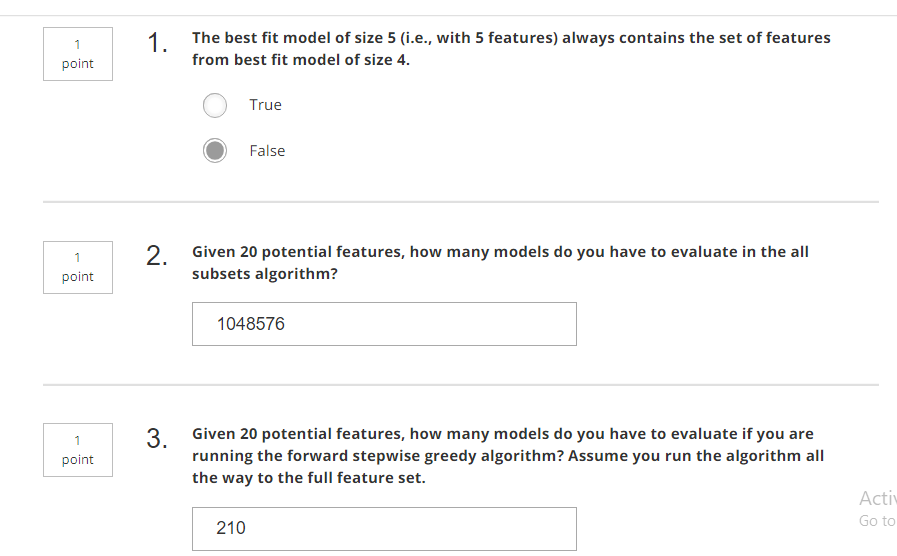 1
point
1.
The best fit model of size 5 (i.e., with 5 features) always contains the set of features
from best fit model of size 4.
True
False
1
point
2.
Given 20 potential features, how many models do you have to evaluate in the all
subsets algorithm?
1048576
1
point
3.
Given 20 potential features, how many models do you have to evaluate if you are
running the forward stepwise greedy algorithm? Assume you run the algorithm all
the way to the full feature set.
210
Activ
Go to